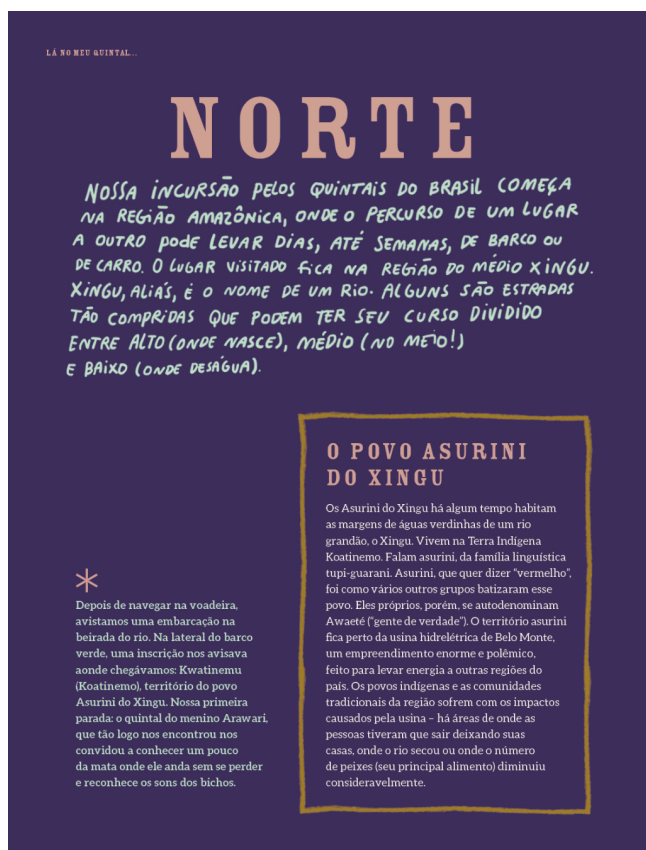 LÁ NO MEU QUINTAL...
NORTE
NOSSA INCURSÃO PELOS QUINTAIS DO BRASIL COMEÇA
NA REGIÃO AMAZÔNICA, ONDE O PERCURSO DE UM LUGAR
A OUTRO PODE LEVAR DIAS, ATÉ SEMANAS, DE BARCO OU
DE CARRO. O LUGAR VISITADO FICA NA REGIÃO DO MÉDIO XINGU.
XINGU, ALIÁS, É O NOME DE UM RIO. ALGUNS SÃO ESTRADAS
TÃO COMPRIDAS QUE PODEM TER SEU CURSO DIVIDIDO
ENTRE ALTO (ONDE NASCE), MÉDIO (NO MEIO!)
E BAIXO (ONDE DESÁGUA).
*
Depois de navegar na voadeira,
avistamos uma embarcação na
beirada do rio. Na lateral do barco
verde, uma inscrição nos avisava
aonde chegávamos: Kwatinemu
(Koatinemo), território do povo
Asurini do Xingu. Nossa primeira
parada: o quintal do menino Arawari,
que tão logo nos encontrou nos
convidou a conhecer um pouco
da mata onde ele anda sem se perder
e reconhece os sons dos bichos.
O POVO ASURINI
DO XINGU
Os Asurini do Xingu há algum tempo habitam
as margens de águas verdinhas de um rio
grandão, o Xingu. Vivem na Terra Indígena
Koatinemo. Falam asurini, da família linguística
tupi-guarani. Asurini, que quer dizer “vermelho”,
foi como vários outros grupos batizaram esse
povo. Eles próprios, porém, se autodenominam
Awaeté (“gente de verdade”). O território asurini
fica perto da usina hidrelétrica de Belo Monte,
um empreendimento enorme e polêmico,
feito para levar energia a outras regiões do
país. Os povos indígenas e as comunidades
tradicionais da região sofrem com os impactos
causados pela usina – há áreas de onde as
pessoas tiveram que sair deixando suas
casas, onde o rio secou ou onde o número
de peixes (seu principal alimento) diminuiu
consideravelmente.